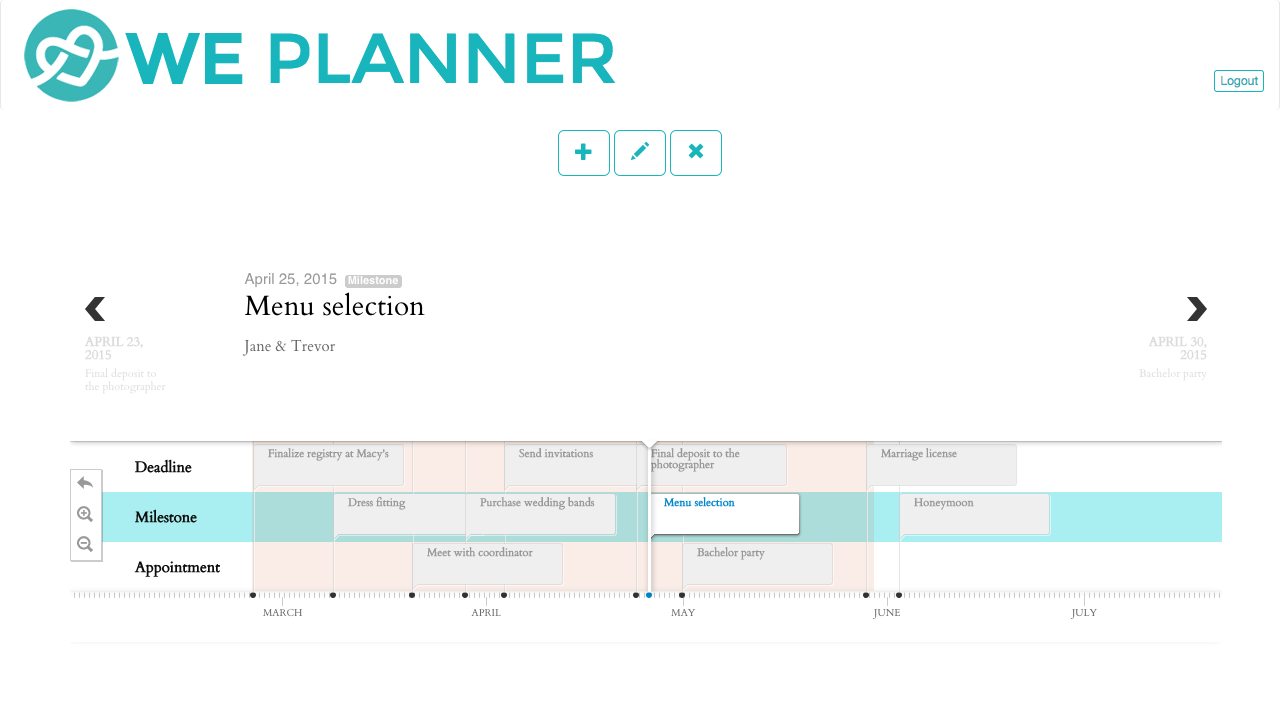 WE PLANNER
Logout
April 25, 2015 Milestone
Menu selection
Jane & Trevor
APRIL 23,
2015
Final deposit to
the photographer
APRIL 30,
2015
Bachelor party
Deadline
Finalize registry at Macy's
Send invitations
Final deposit to the
photographer
Marriage license
Milestone
Dress fitting
Purchase wedding bands
Menu selection
Honeymoon
Appointment
Meet with coordinator
Bachelor party
MARCH
APRIL
MAY
JUNE
JULY